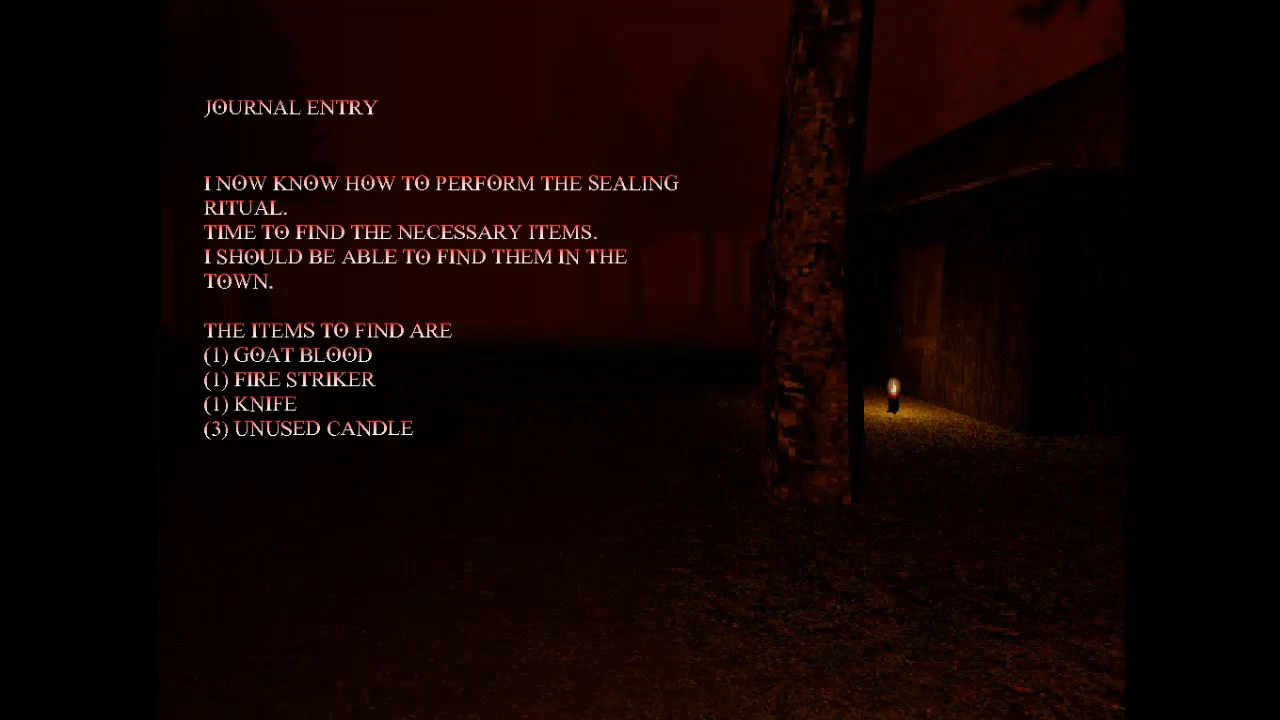 JOURNAL ENTRY
I NOW KNOW HOW TO PERFORM THE SEALING
RITUAL.
TIME TO FIND THE NECESSARY ITEMS.
I SHOULD BE ABLE TO FIND THEM IN THE
TOWN.
THE ITEMS TO FIND ARE
(1) GOAT BLOOD
(1) FIRE STRIKER
(1) KNIFE
(3) UNUSED CANDLE